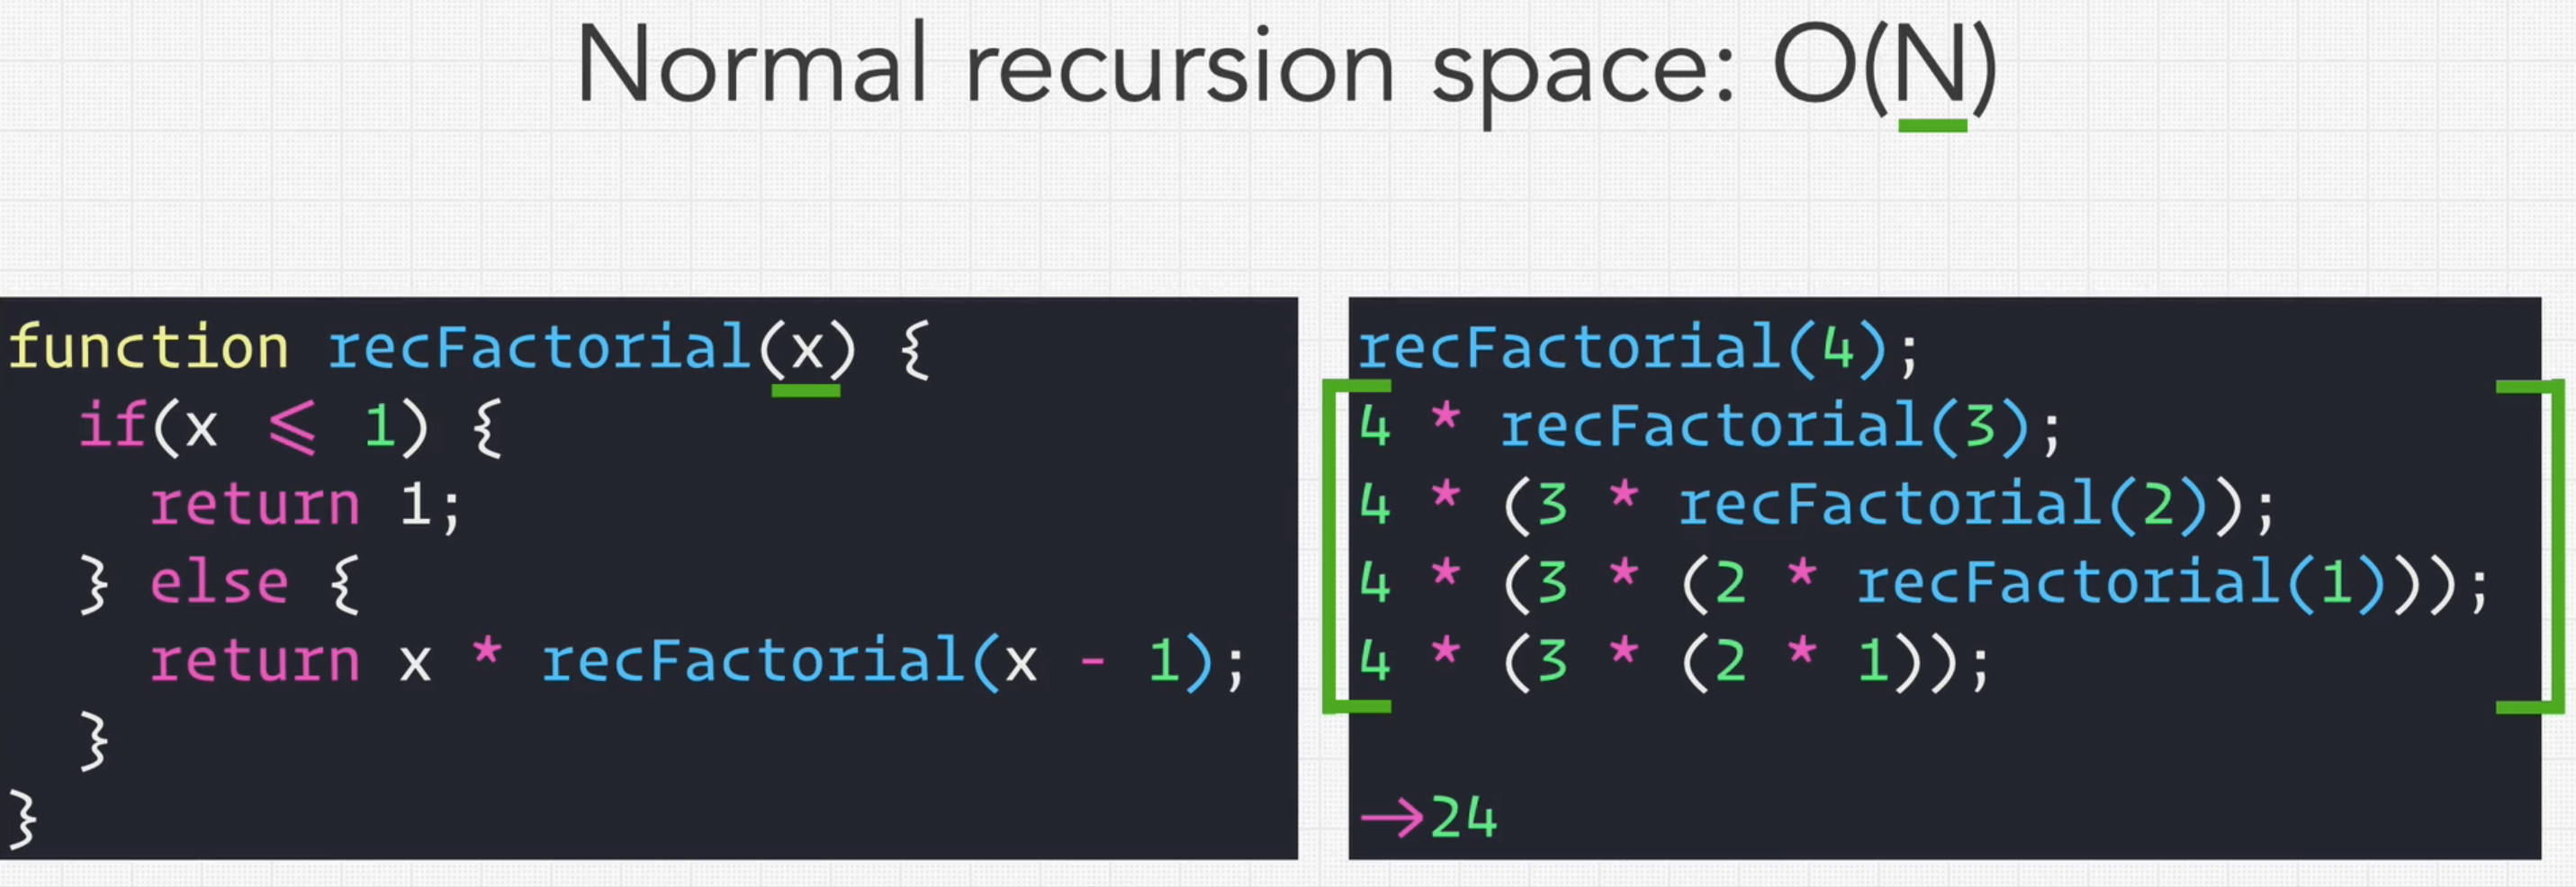 Normal recursion space: O(N)
function recFactorial(x) {
if(x ⩽ 1) {
return 1;
} else {
return x * recFactorial(x - 1);
}
}
recFactorial(4);
4 * recFactorial(3);
4 * (3 * recFactorial(2));
4 * (3 * (2 * recFactorial(1)));
4 * (3 * (2 * 1));
→24